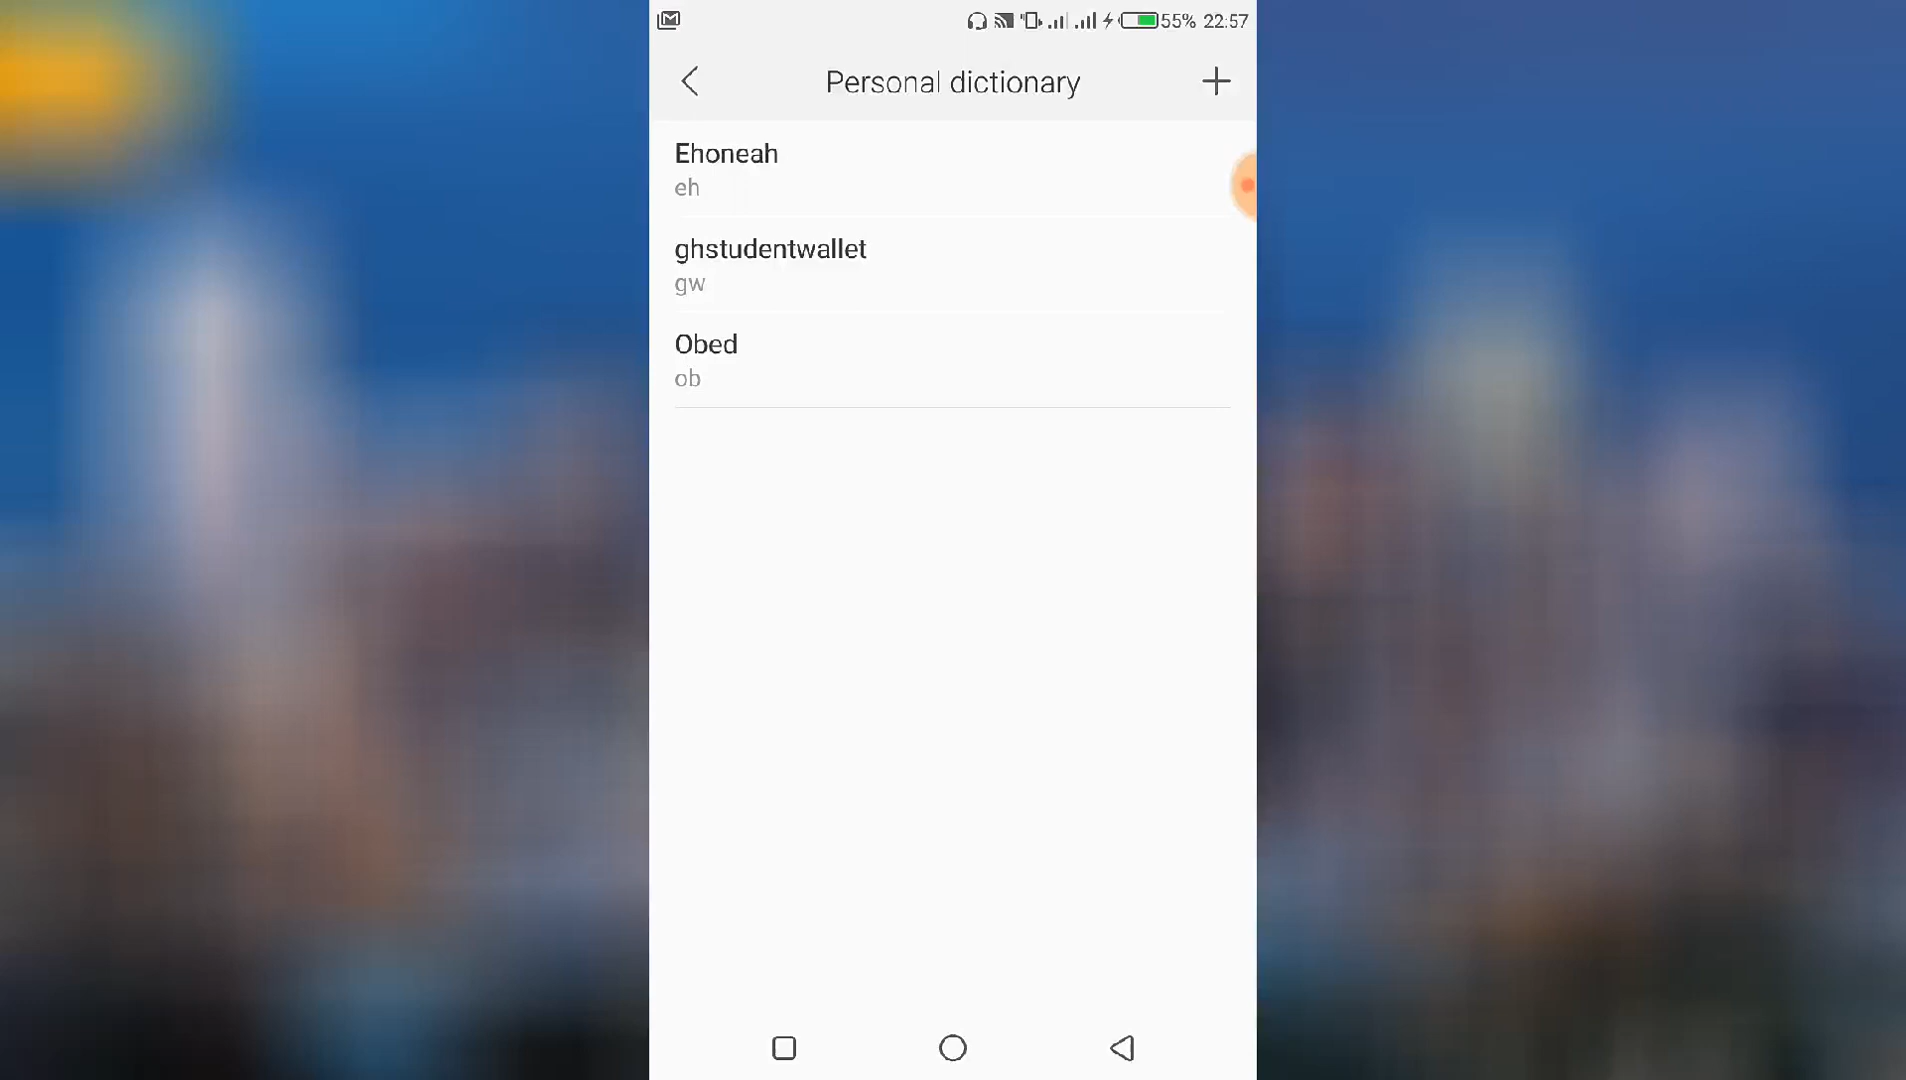 55% 22:57
Personal dictionary
Ehoneah
eh
ghstudentwallet
gw
Obed
ob